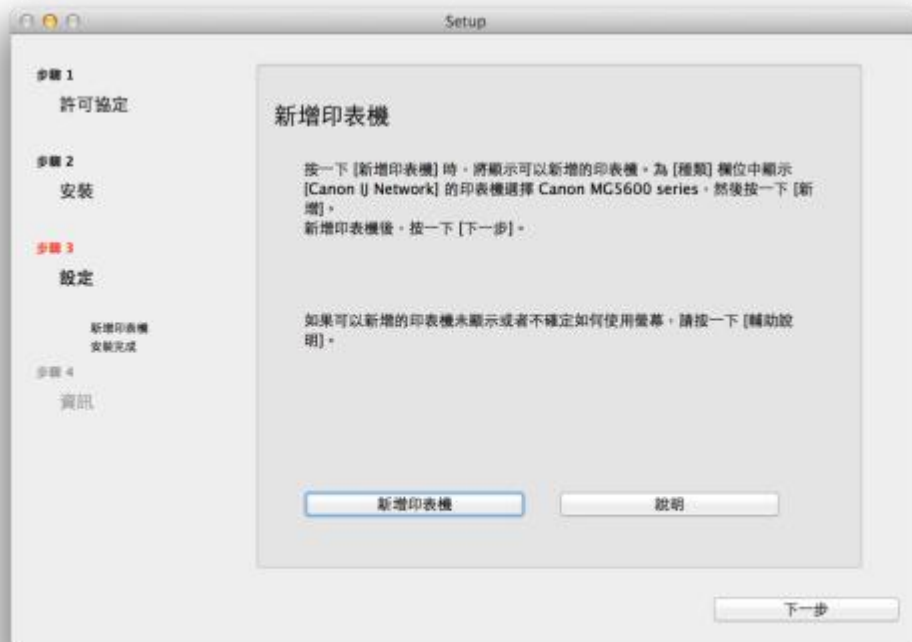 Setup
步驟 1
許可協定
步驟 2
安裝
步驟 3
設定
新增印表機
安裝完成
步驟 4
資訊
新增印表機
按一下 [新增印表機] 時，將顯示可以新增的印表機。為 [種類] 欄位中顯示
[Canon IJ Network] 的印表機選擇 Canon MG5600 series，然後按一下 [新
增]。
新增印表機後，按一下 [下一步]。
如果可以新增的印表機未顯示或者不確定如何使用螢幕，請按一下 [輔助說
明]。
新增印表機
說明
下一步